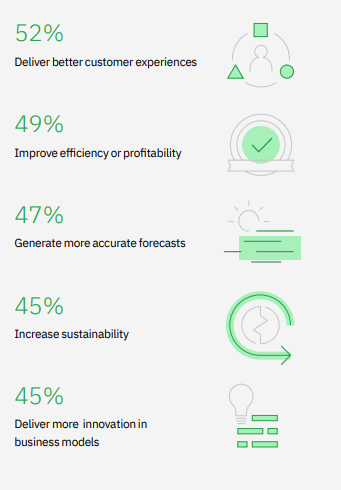 52%
Deliver better customer experiences
49%
Improve efficiency or profitability
47%
Generate more accurate forecasts
45%
Increase sustainability
45%
Deliver more innovation in
business models